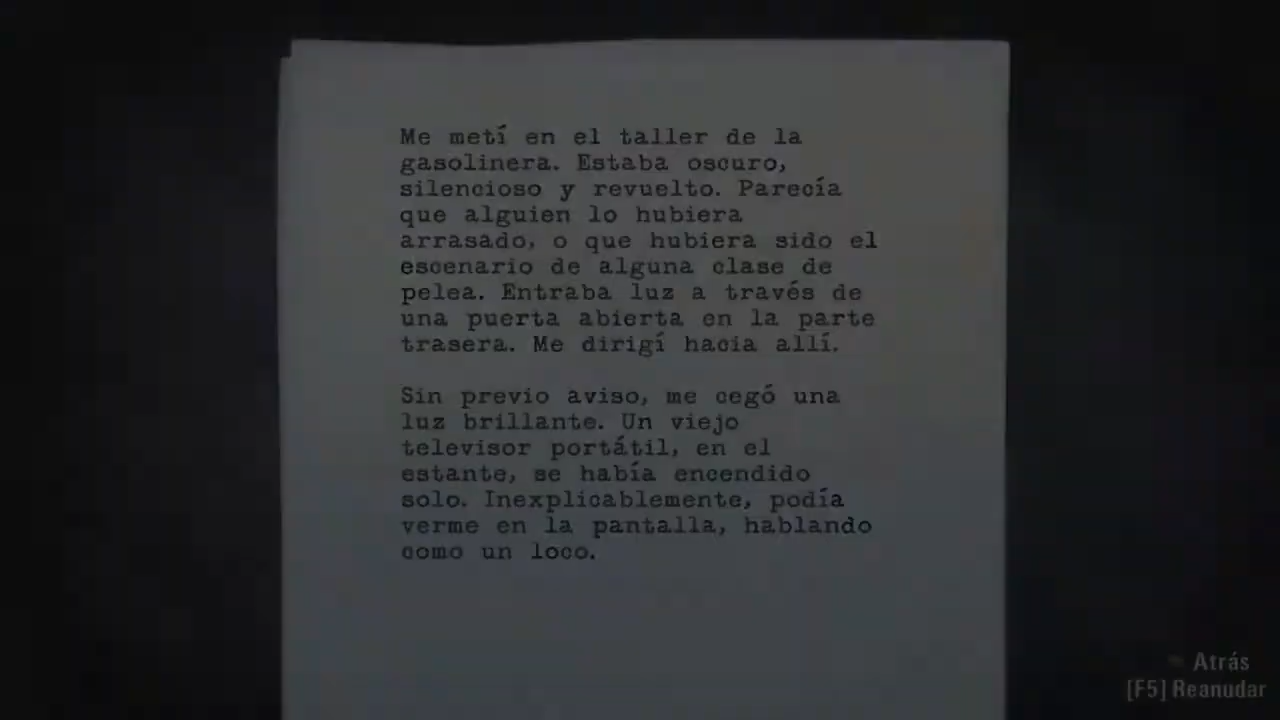 Me metí en el taller de la
gasolinera. Estaba oscuro,
silencioso y revuelto. Parecía
que alguien lo hubiera
arrasado, o que hubiera sido el
escenario de alguna clase de
pelea. Entraba luz a través de
una puerta abierta en la parte
trasera. Me dirigí hacia allí.

Sin previo aviso, me cegó una
luz brillante. Un viejo
televisor portátil, en el
estante, se había encendido
solo. Inexplicablemente, podía
verme en la pantalla, hablando
como un loco.

Atrás
[F5] Reanudar